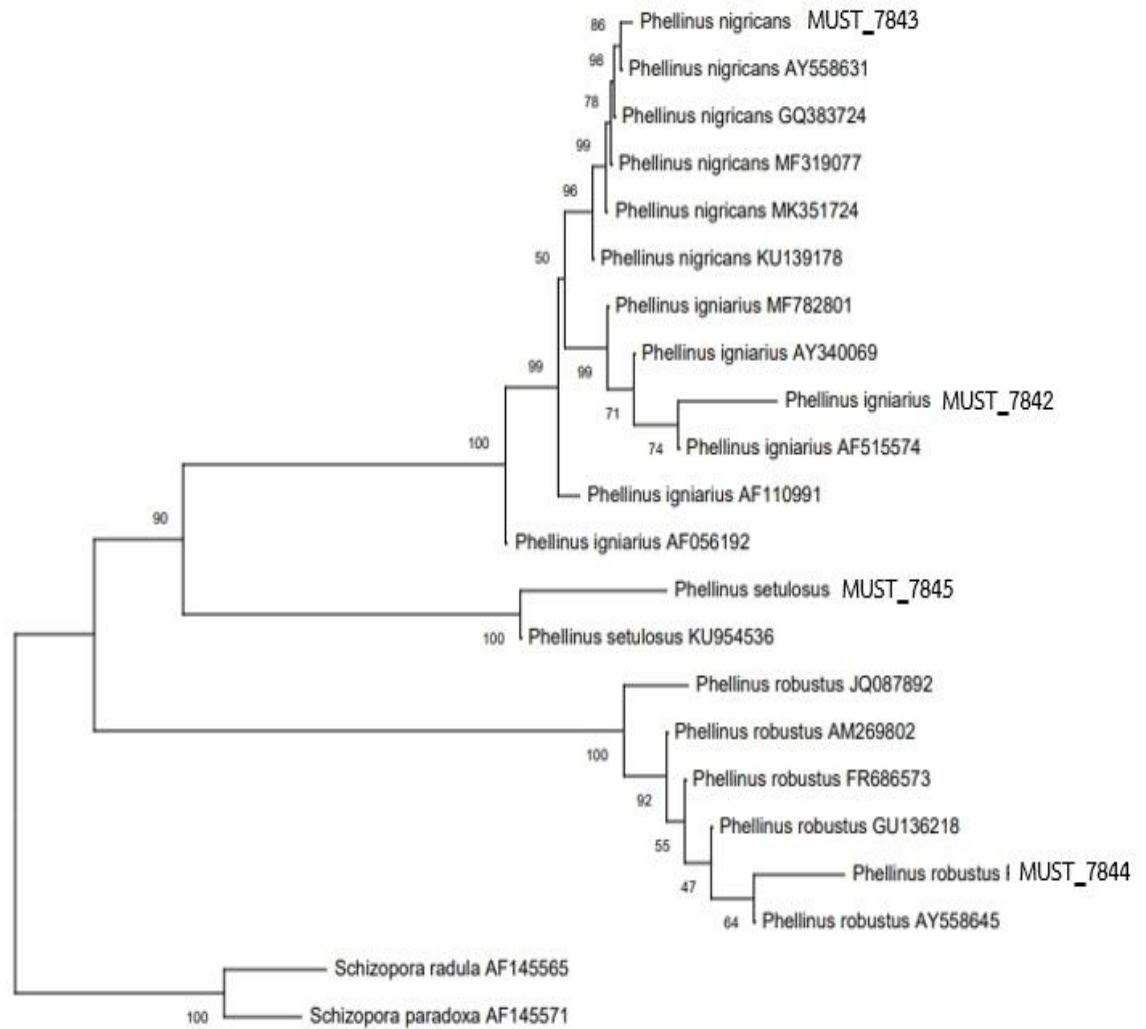 86 Phellinus nigricans MUST_7843
98 Phellinus nigricans AY558631
78 Phellinus nigricans GQ383724
99 Phellinus nigricans MF319077
96 Phellinus nigricans MK351724
50 Phellinus nigricans KU139178
Phellinus igniarius MF782801
99 99 Phellinus igniarius AY340069
71 Phellinus igniarius MUST_7842
100 74 Phellinus igniarius AF515574
Phellinus igniarius AF110991
90 Phellinus igniarius AF056192
Phellinus setulosus MUST_7845
100 Phellinus setulosus KU954536
Phellinus robustus JQ087892
100 Phellinus robustus AM269802
92 Phellinus robustus FR686573
55 Phellinus robustus GU136218
47 Phellinus robustus MUST_7844
64 Phellinus robustus AY558645
Schizopora radula AF145565
100 Schizopora paradoxa AF145571